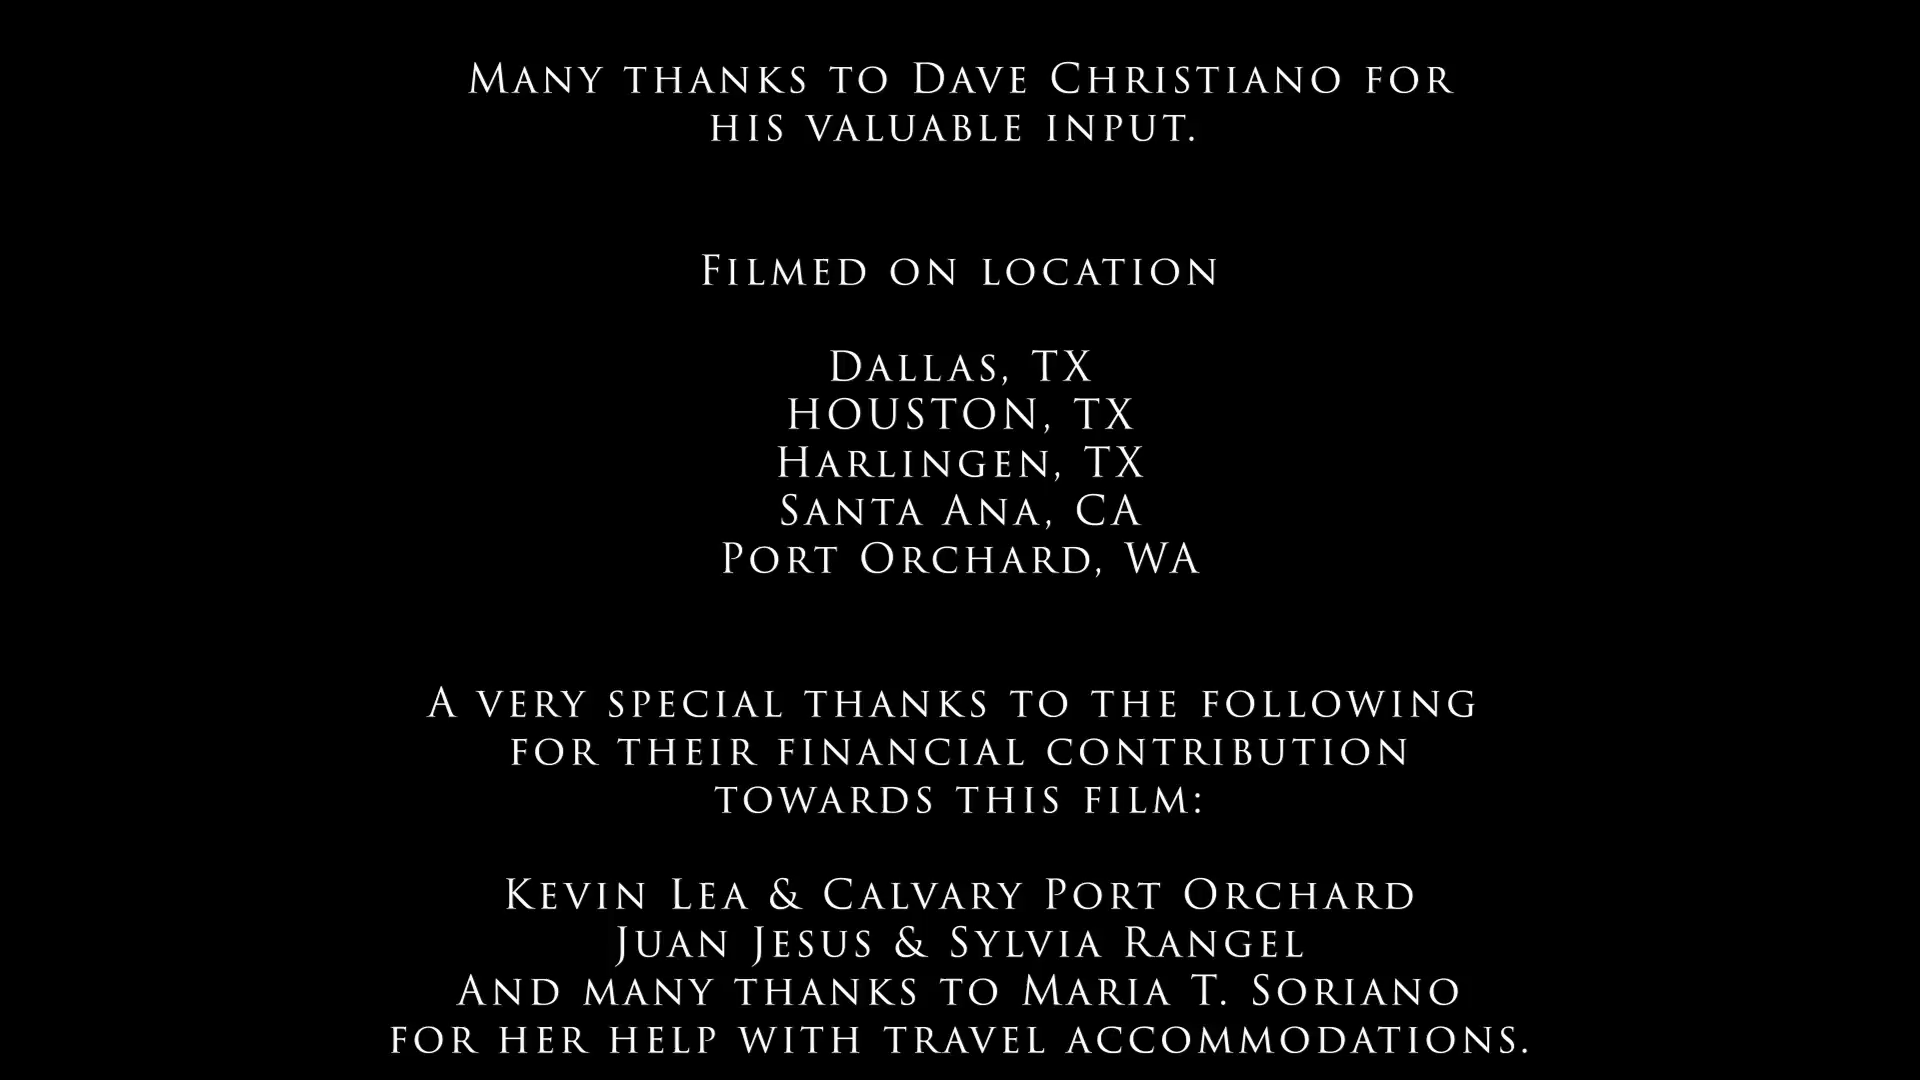 Many thanks to Dave Christiano for
his valuable input.
Filmed on location
Dallas, TX
HOUSTON, TX
Harlingen, TX
Santa Ana, CA
Port Orchard, WA
A very special thanks to the following
for their financial contribution
towards this film:
Kevin Lea & Calvary Port Orchard
Juan Jesus & Sylvia Rangel
And many thanks to Maria T. Soriano
for her help with travel accommodations.